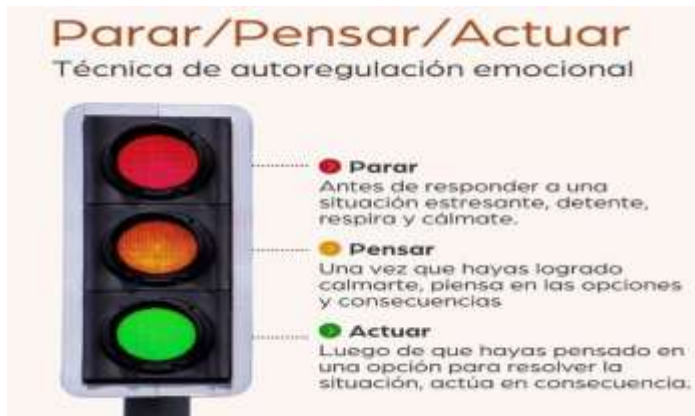 Parar/Pensar/Actuar
Técnica de autoregulación emocional
Parar
Antes de responder a una
situación estresante, detente,
respira y cálmate.
Pensar
Una vez que hayas logrado
calmarte, piensa en las opciones
y consecuencias
Actuar
Luego de que hayas pensado en
una opción para resolver la
situación, actúa en consecuencia.